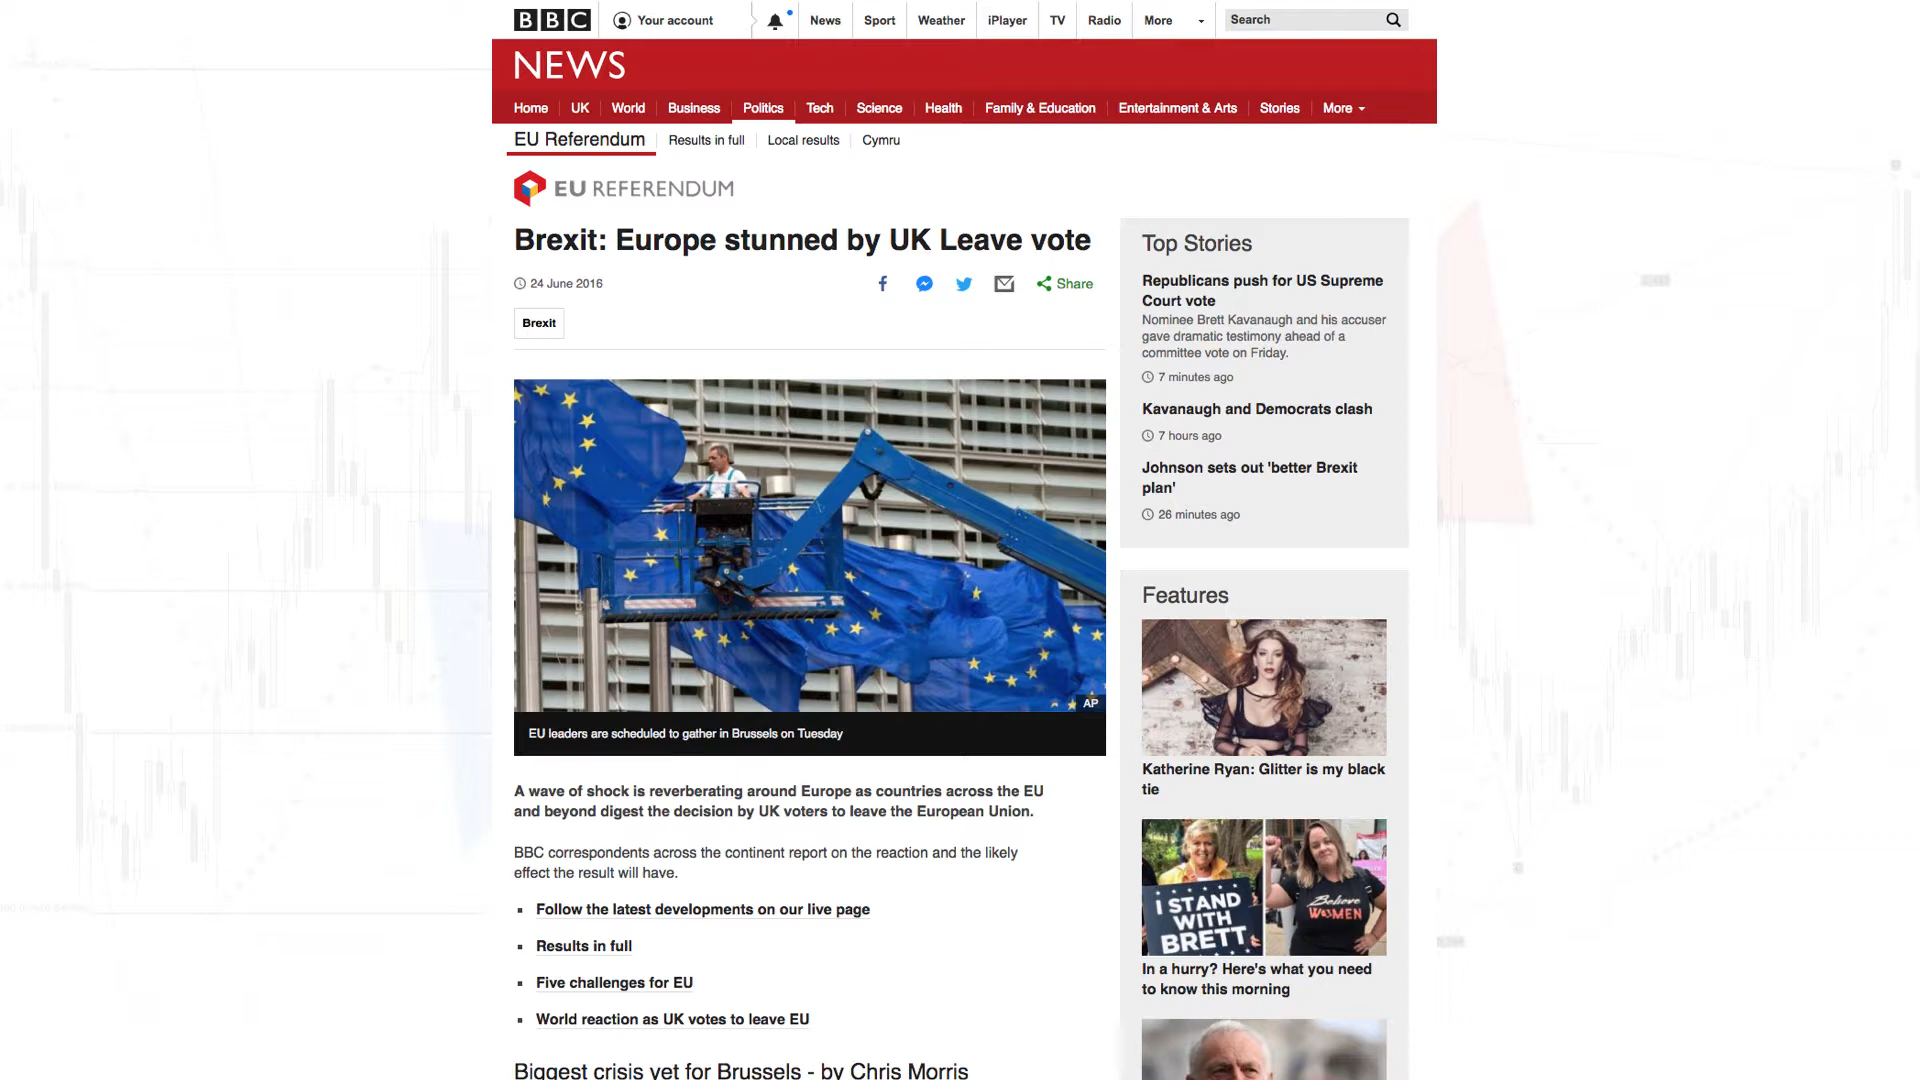 BBC
Your account
News
Sport
Weather
iPlayer
TV
Radio
More
Search
NEWS
Home
UK
World
Business
Politics
Tech
Science
Health
Family & Education
Entertainment & Arts
Stories
More
EU Referendum
Results in full
Local results
Cymru
EU REFERENDUM
Brexit: Europe stunned by UK Leave vote
24 June 2016
Share
Brexit
AP
EU leaders are scheduled to gather in Brussels on Tuesday
A wave of shock is reverberating around Europe as countries across the EU
and beyond digest the decision by UK voters to leave the European Union.
BBC correspondents across the continent report on the reaction and the likely
effect the result will have.
Follow the latest developments on our live page
Results in full
Five challenges for EU
World reaction as UK votes to leave EU
Biggest crisis yet for Brussels - by Chris Morris
Top Stories
Republicans push for US Supreme
Court vote
Nominee Brett Kavanaugh and his accuser
gave dramatic testimony ahead of a
committee vote on Friday.
7 minutes ago
Kavanaugh and Democrats clash
7 hours ago
Johnson sets out 'better Brexit
plan'
26 minutes ago
Features
Katherine Ryan: Glitter is my black
tie
I STAND
WITH
BRETT
Believe
WOMEN
In a hurry? Here's what you need
to know this morning